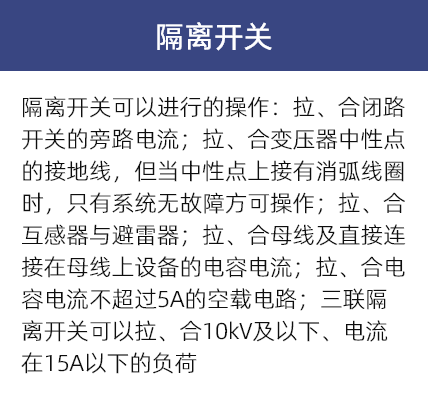 隔离开关
隔离开关可以进行的操作：拉、合闭路
开关的旁路电流；拉、合变压器中性点
的接地线，但当中性点上接有消弧线圈
时，只有系统无故障方可操作；拉、合
互感器与避雷器；拉、合母线及直接连
接在母线上设备的电容电流；拉、合电
容电流不超过5A的空载电路；三联隔
离开关可以拉、合10kV及以下、电流
在15A以下的负荷